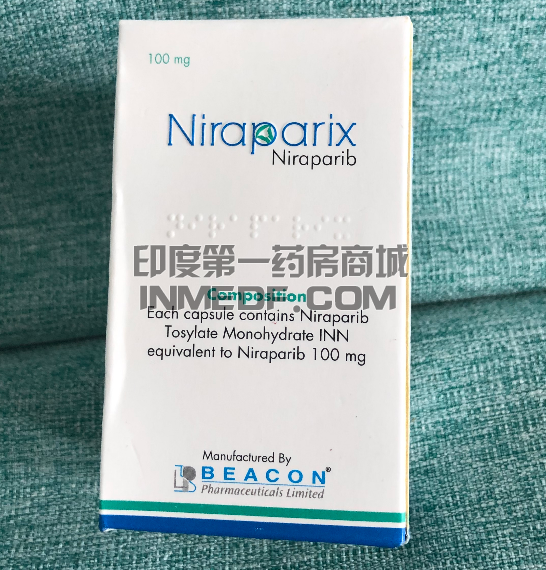 100 mg
Niraparix
Niraparib
印度第一药房商城
INMEDF.COM
Composition
Each capsule contains Niraparib
Tosylate Monohydrate INN
equivalent to Niraparib 100 mg
Manufactured By
BEACON®
Pharmaceuticals Limited